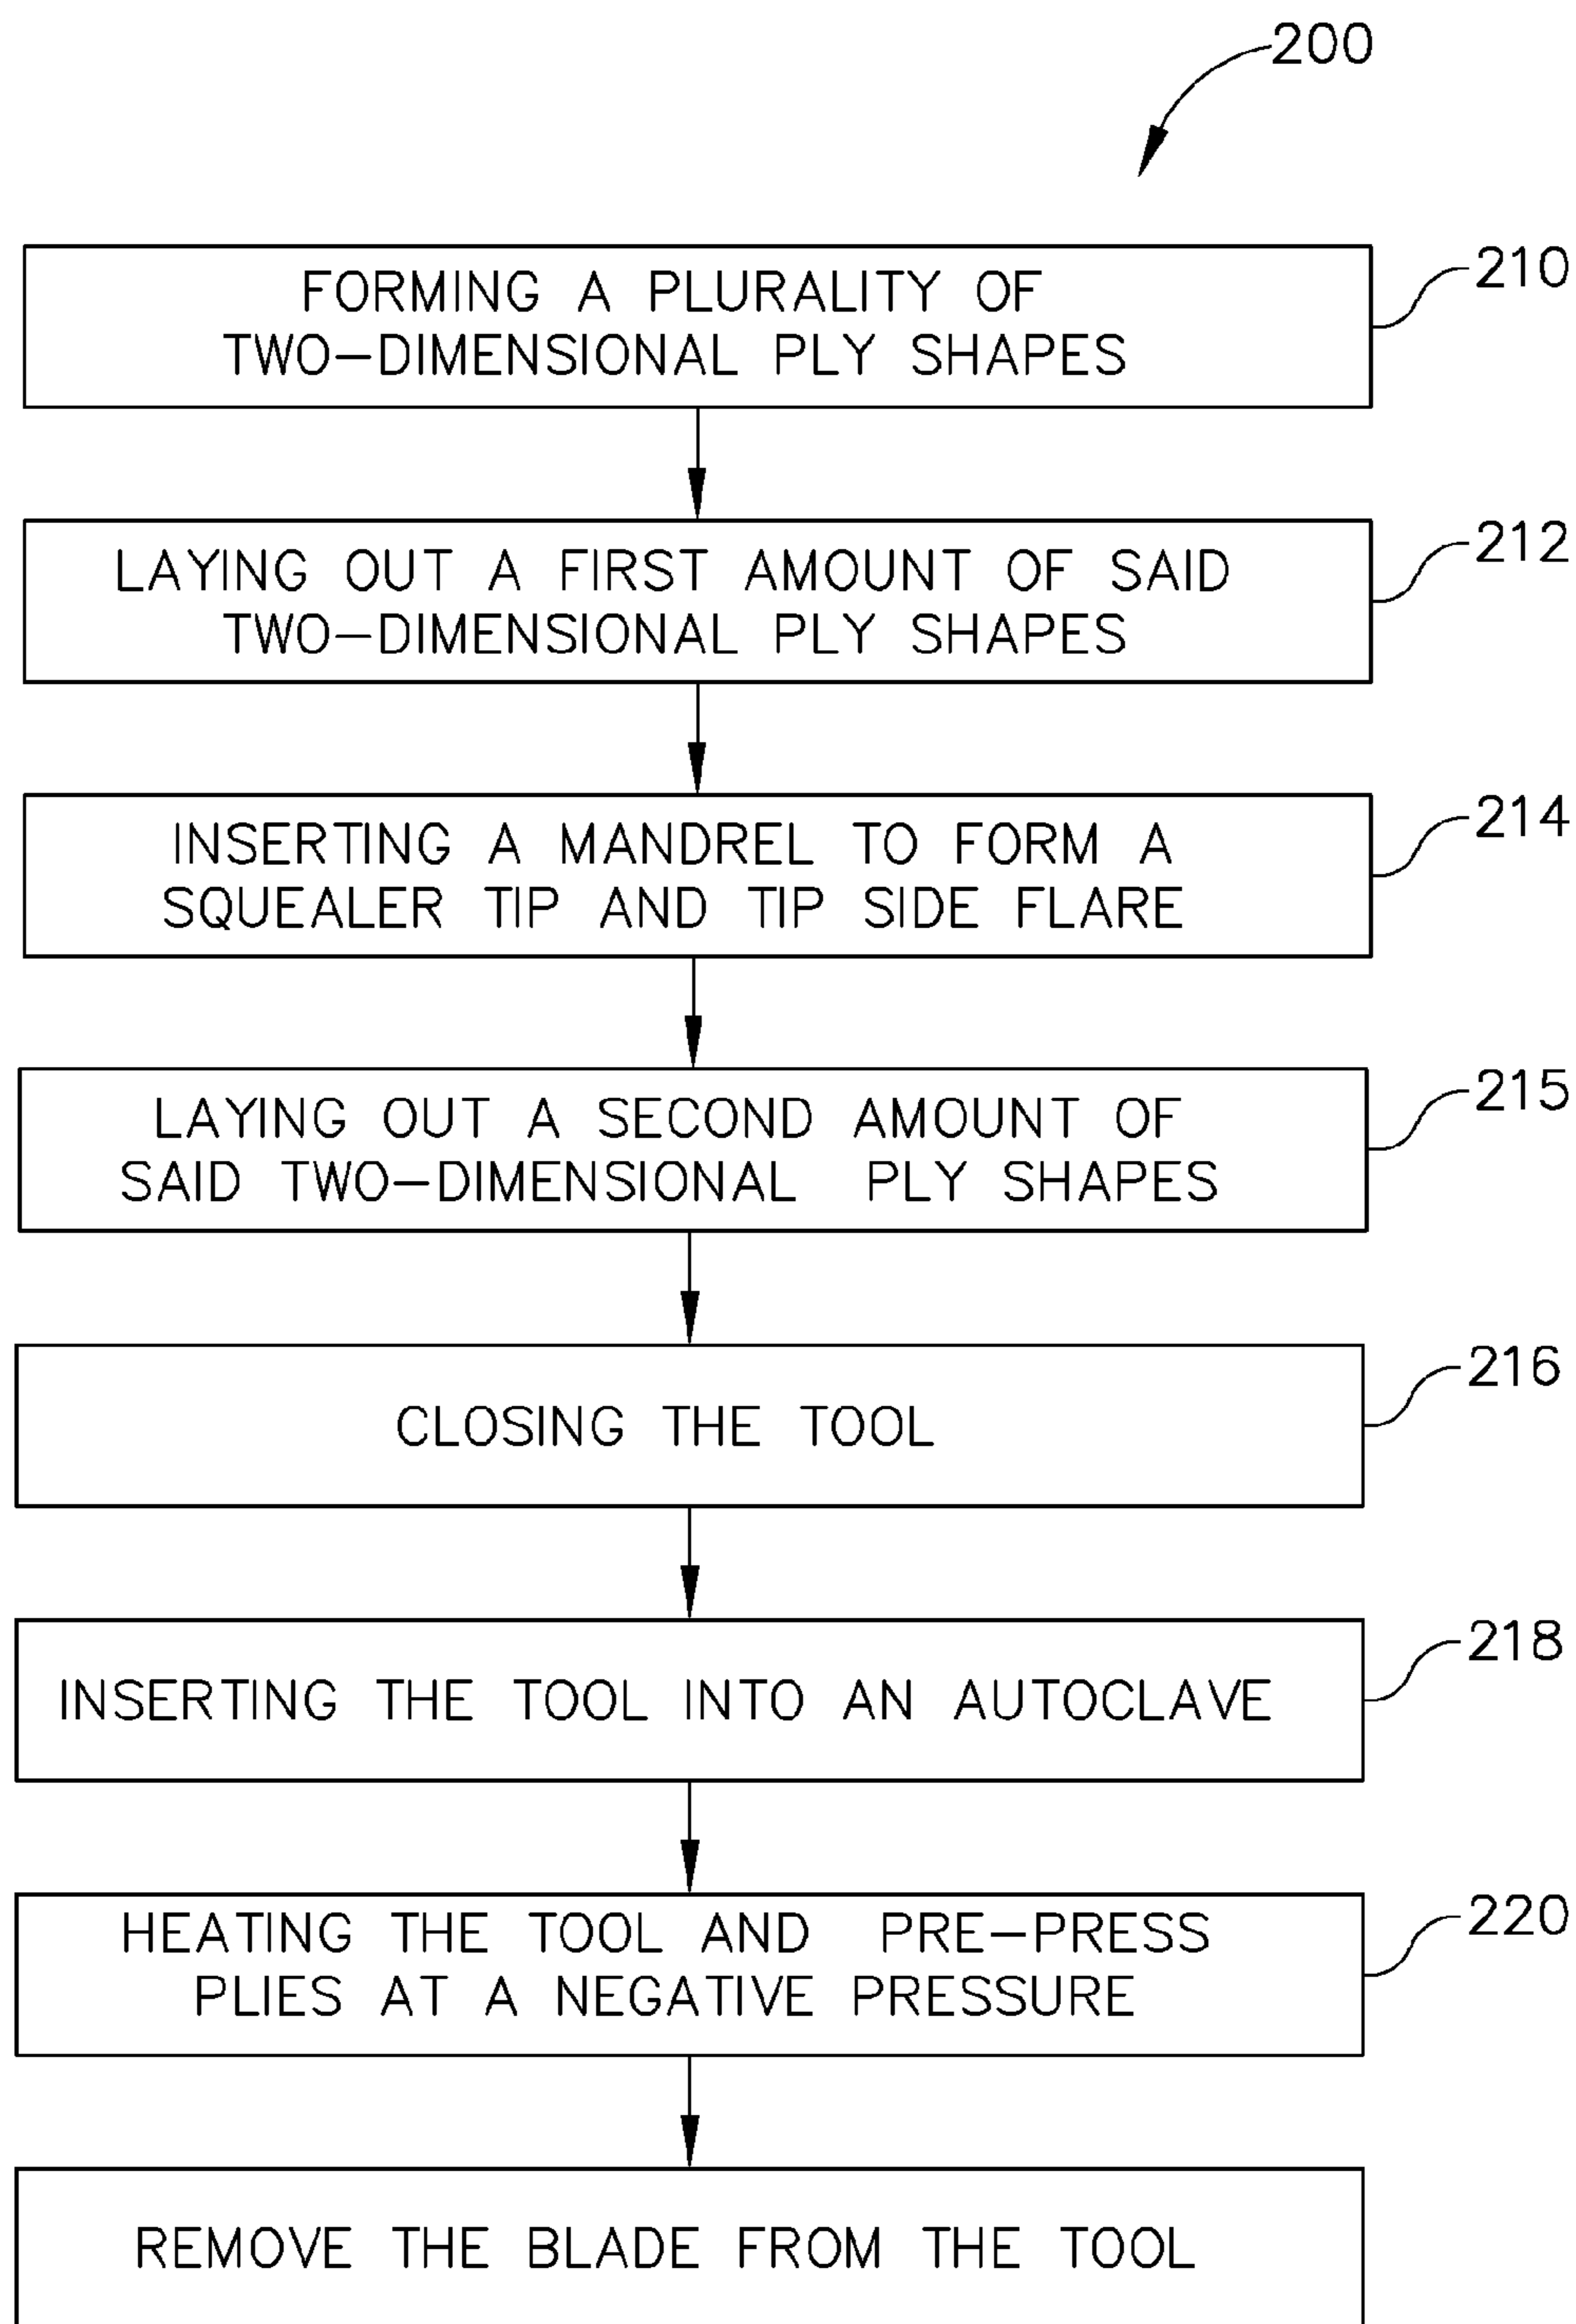 200
FORMING A PLURALITY OF
TWO-DIMENSIONAL PLY SHAPES
210
LAYING OUT A FIRST AMOUNT OF SAID
TWO-DIMENSIONAL PLY SHAPES
212
INSERTING A MANDREL TO FORM A
SQUEALER TIP AND TIP SIDE FLARE
214
LAYING OUT A SECOND AMOUNT OF
SAID TWO-DIMENSIONAL PLY SHAPES
215
CLOSING THE TOOL
216
INSERTING THE TOOL INTO AN AUTOCLAVE
218
HEATING THE TOOL AND PRE-PRESS
PLIES AT A NEGATIVE PRESSURE
220
REMOVE THE BLADE FROM THE TOOL